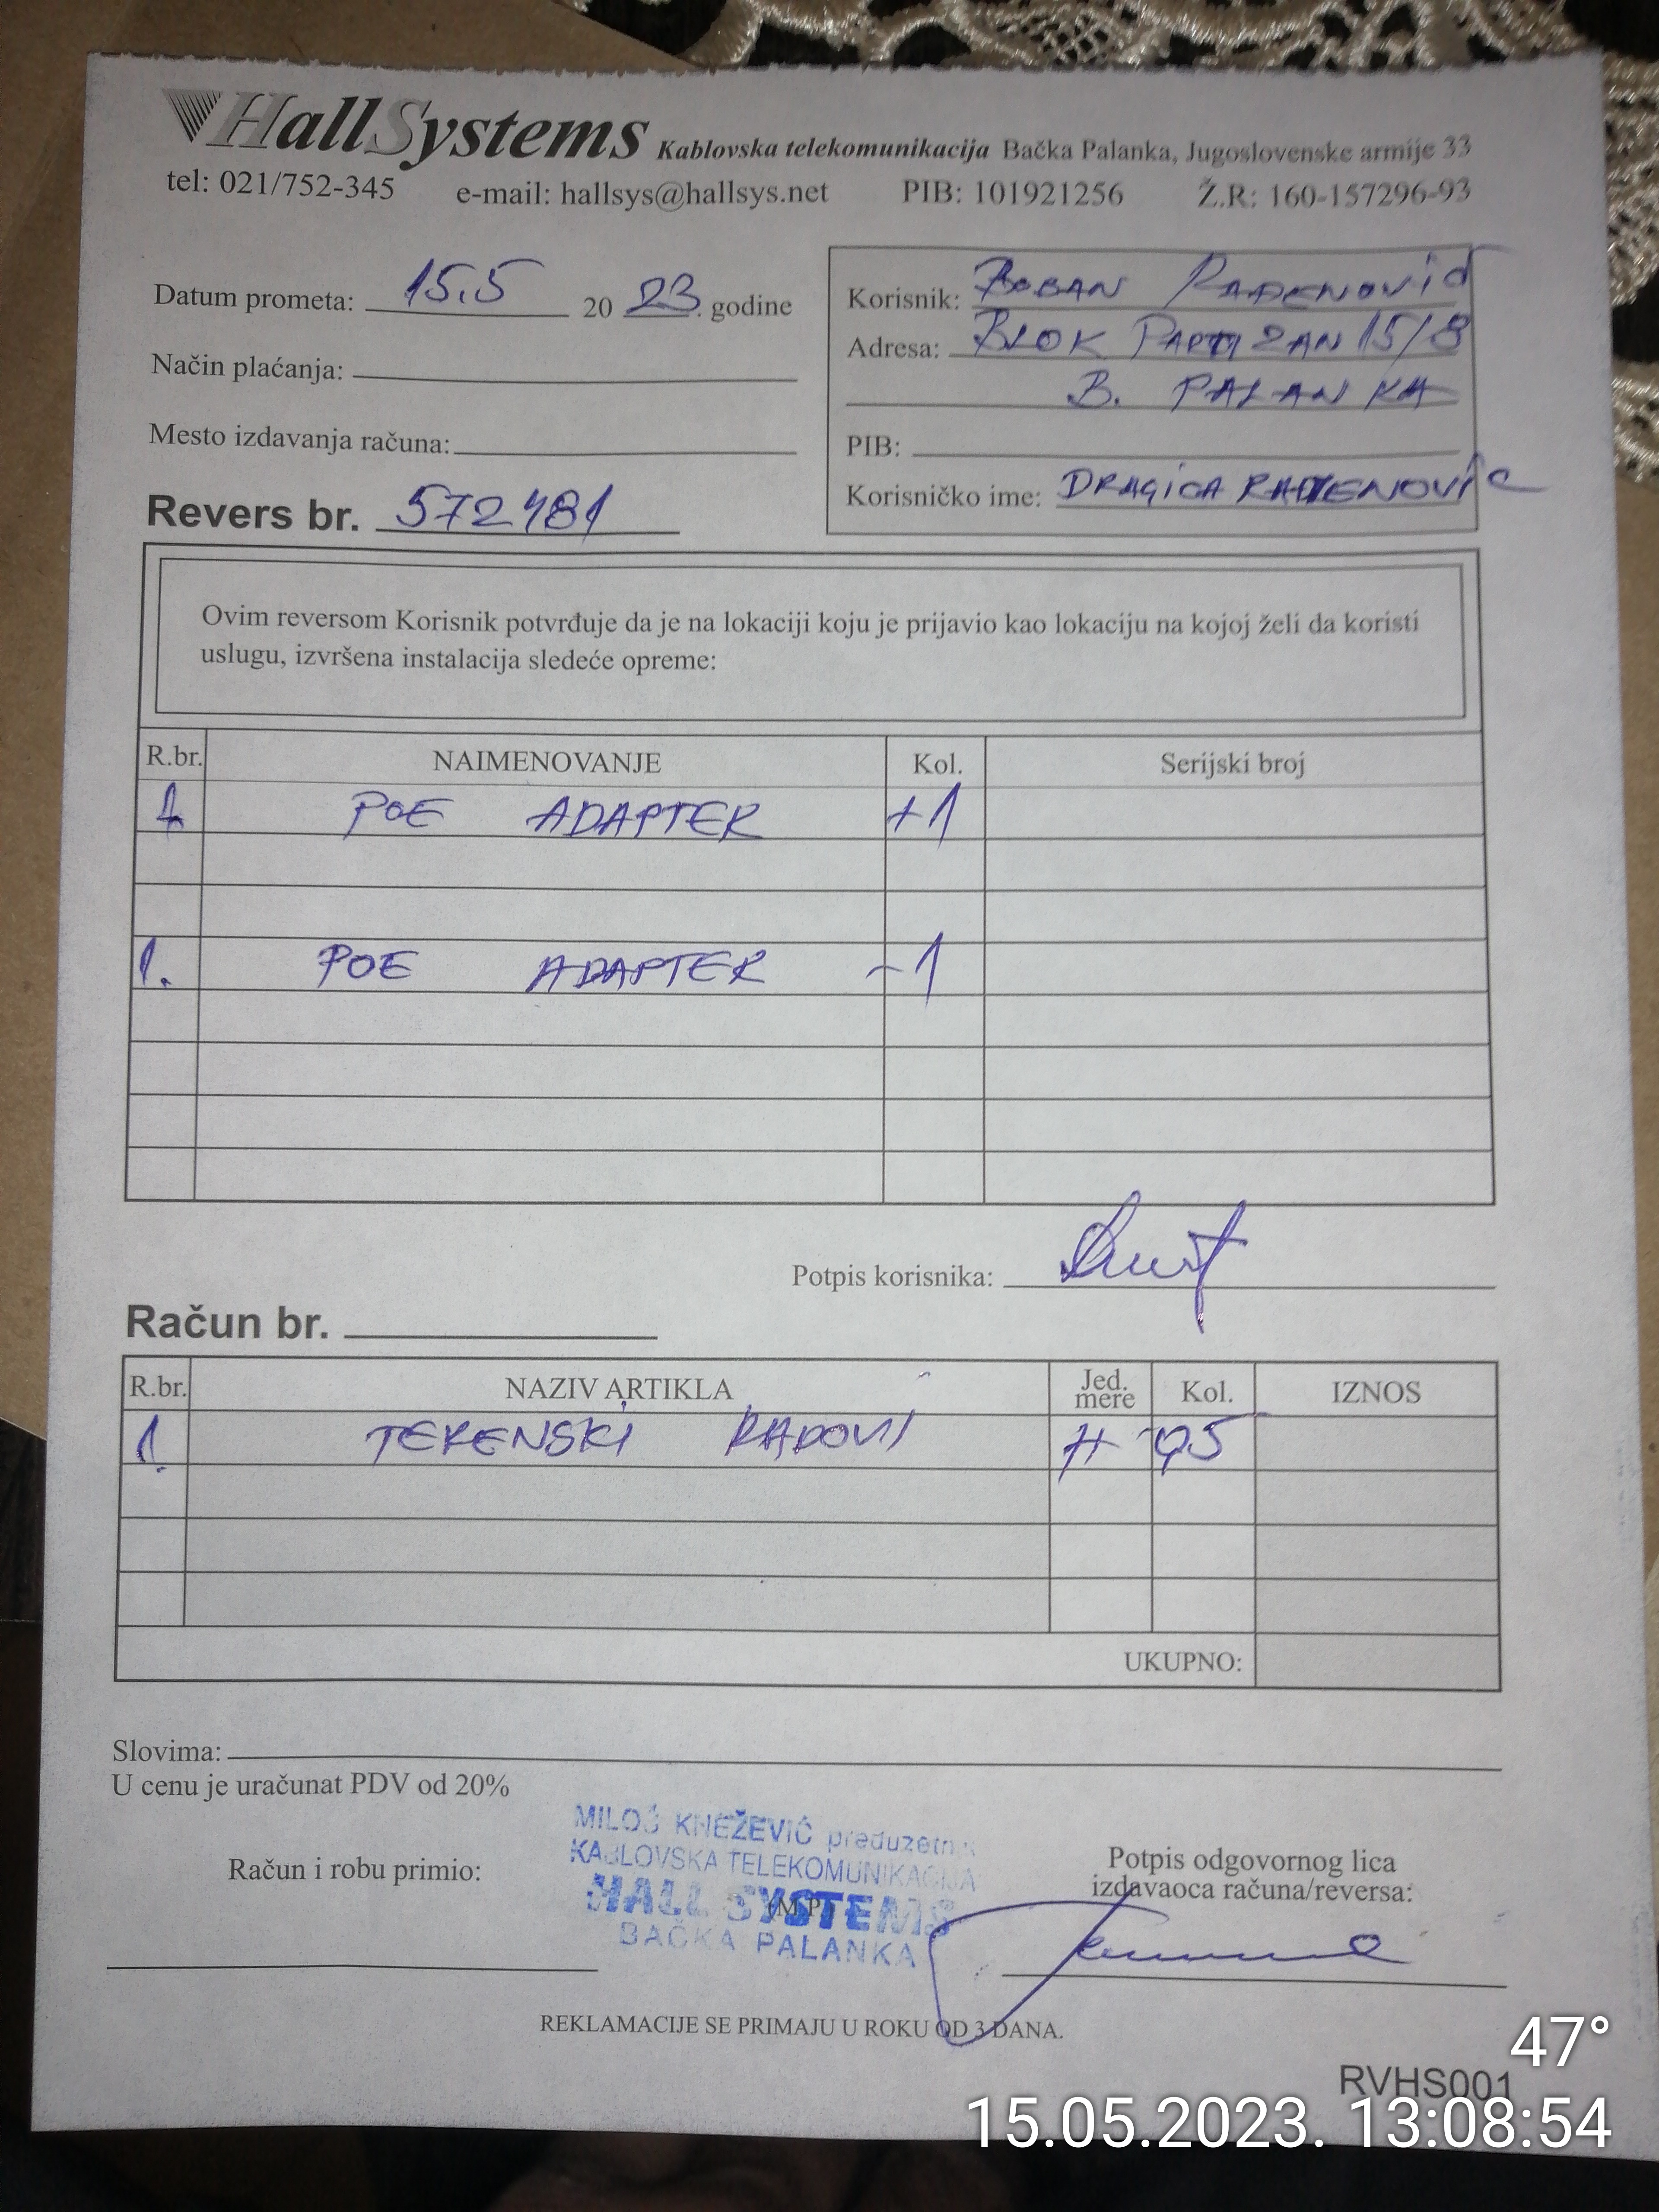 HallSystems Kablovska telekomunikacija Bačka Palanka, Jugoslovenske armije 33
tel: 021/752-345 e-mail: hallsys@hallsys.net PIB: 101921256 Ž.R: 160-157296-93
Datum prometa: 15.5 20 23. godine
Način plaćanja:
Mesto izdavanja računa:
Revers br. 572481
Korisnik: BOBAN RADENOVIĆ
Adresa: BLOK PARTIZAN 15/8
B. PALANKA
PIB:
Korisničko ime: DRAGICA RADENOVIĆ
Ovim reversom Korisnik potvrđuje da je na lokaciji koju je prijavio kao lokaciju na kojoj želi da koristi
uslugu, izvršena instalacija sledeće opreme:
R.br. NAIMENOVANJE Kol. Serijski broj
1. POE ADAPTER +1
1. POE ADAPTER -1
Potpis korisnika:
Račun br.
R.br. NAZIV ARTIKLA Jed. mere Kol. IZNOS
1. TERENSKI RADOVI H 0,5
UKUPNO:
Slovima:
U cenu je uračunat PDV od 20%
Račun i robu primio:
MILOŠ KNEŽEVIĆ preduzetnik
KABLOVSKA TELEKOMUNIKACIJA
HALL SYSTEMS
(M.P.)
BAČKA PALANKA
Potpis odgovornog lica
izdavaoca računa/reversa:
REKLAMACIJE SE PRIMAJU U ROKU OD 3 DANA.
RVHS001
47°
15.05.2023. 13:08:54